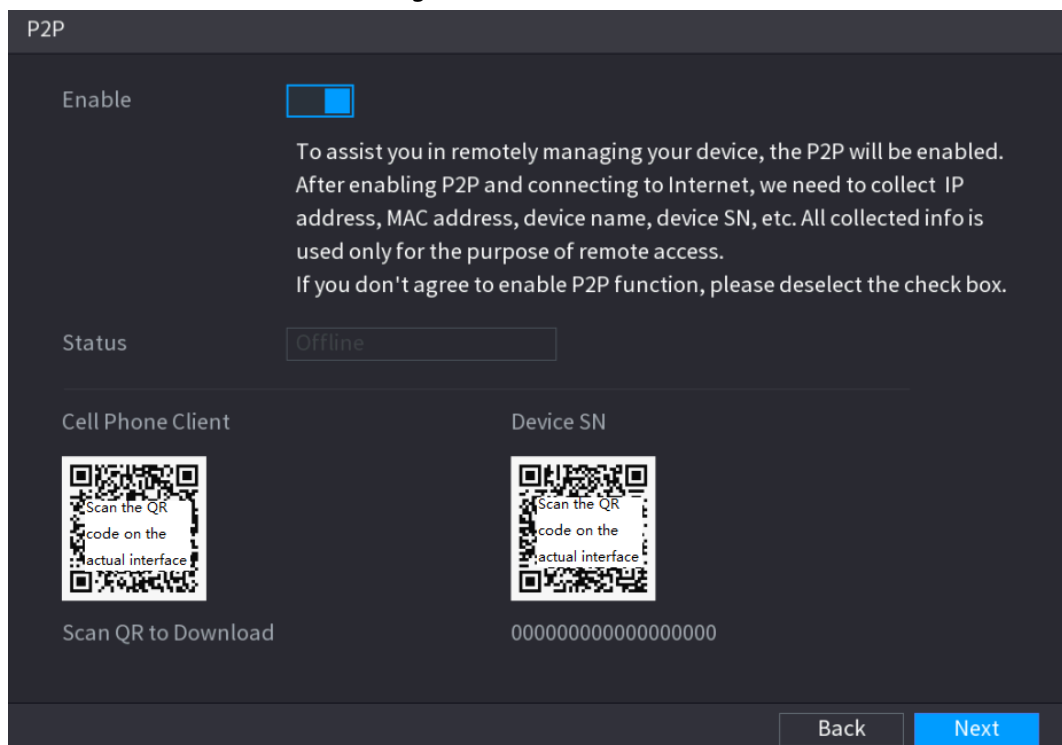 P2P
Enable
To assist you in remotely managing your device, the P2P will be enabled.
After enabling P2P and connecting to Internet, we need to collect IP
address, MAC address, device name, device SN, etc. All collected info is
used only for the purpose of remote access.
If you don't agree to enable P2P function, please deselect the check box.
Status
Offline
Cell Phone Client
Device SN
Scan the QR
code on the
actual interface
Scan the QR
code on the
actual interface
Scan QR to Download
000000000000000000
Back
Next